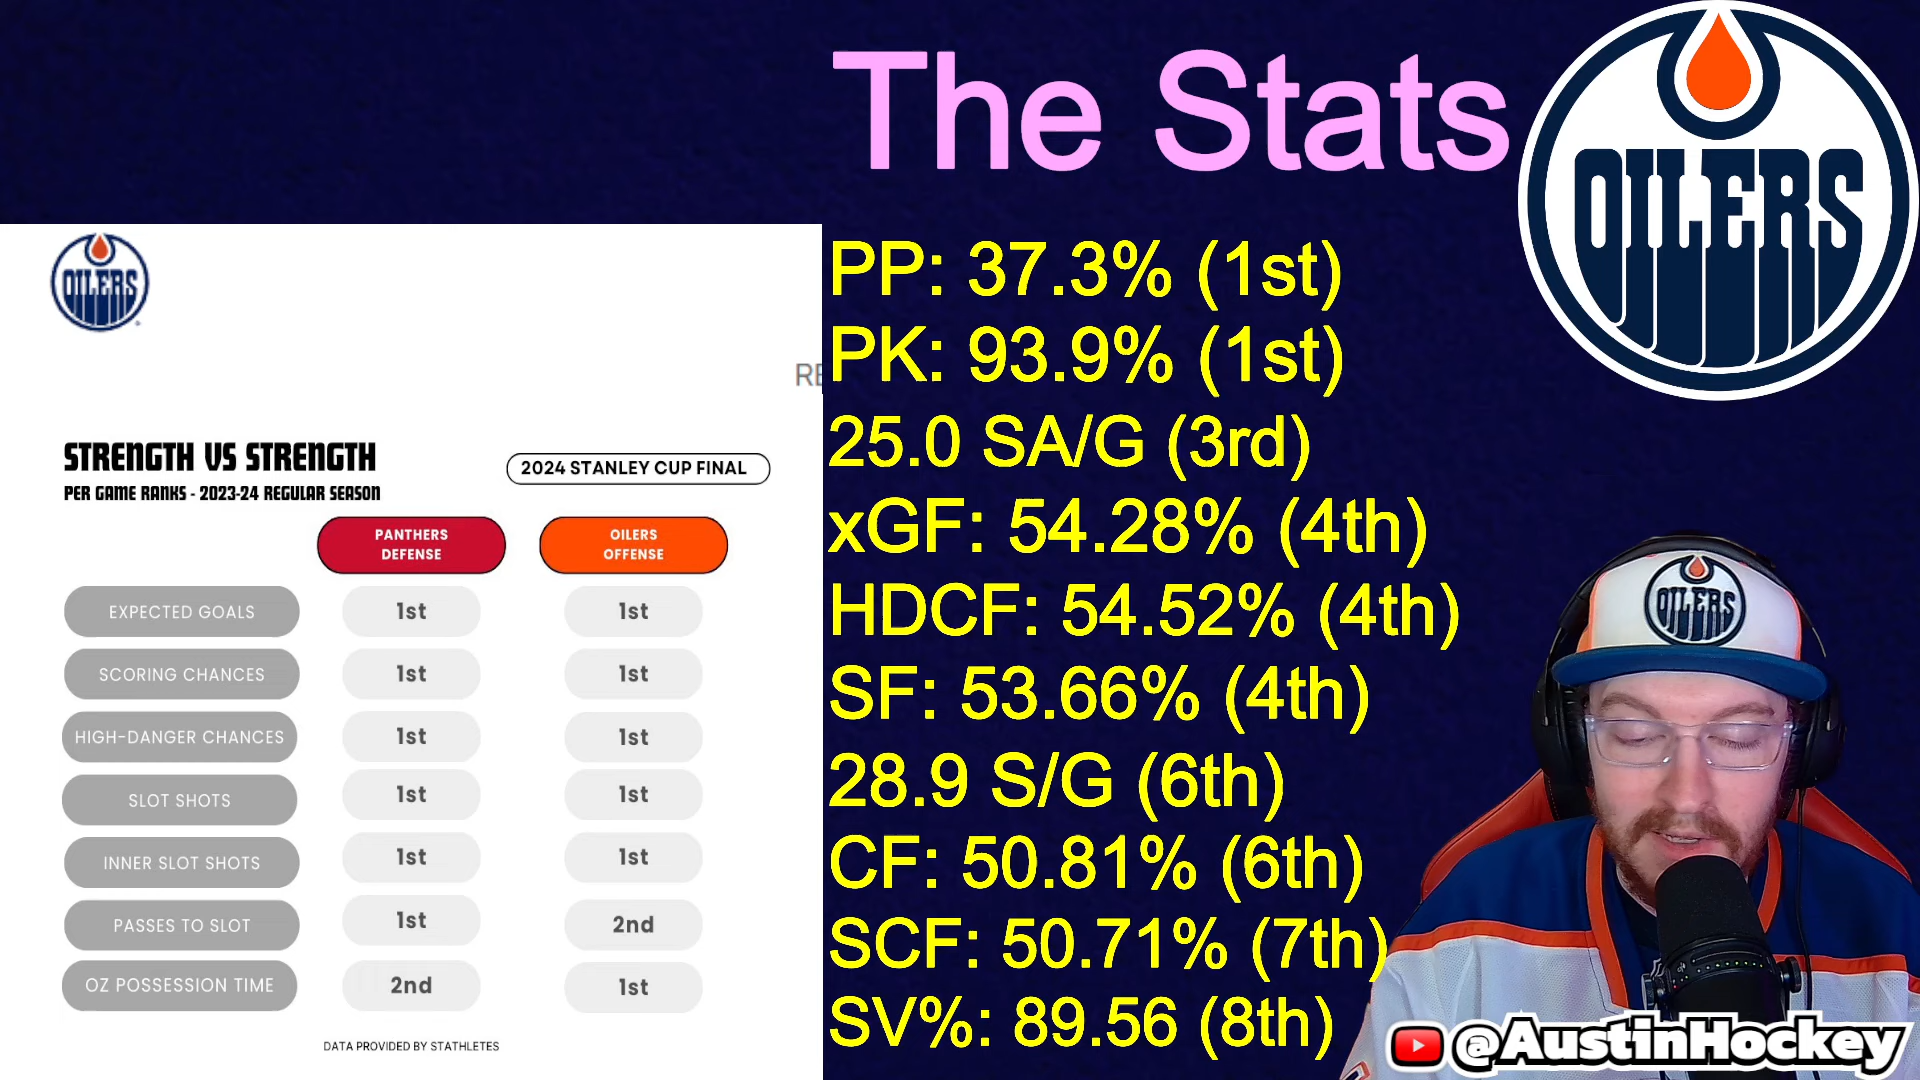 The Stats
OILERS
OILERS
RE
STRENGTH VS STRENGTH
PER GAME RANKS - 2023-24 REGULAR SEASON
2024 STANLEY CUP FINAL
PANTHERS DEFENSE
OILERS OFFENSE
EXPECTED GOALS 1st 1st
SCORING CHANCES 1st 1st
HIGH-DANGER CHANCES 1st 1st
SLOT SHOTS 1st 1st
INNER SLOT SHOTS 1st 1st
PASSES TO SLOT 1st 2nd
OZ POSSESSION TIME 2nd 1st
DATA PROVIDED BY STATHLETES
PP: 37.3% (1st)
PK: 93.9% (1st)
25.0 SA/G (3rd)
xGF: 54.28% (4th)
HDCF: 54.52% (4th)
SF: 53.66% (4th)
28.9 S/G (6th)
CF: 50.81% (6th)
SCF: 50.71% (7th)
SV%: 89.56 (8th)
OILERS
@AustinHockey